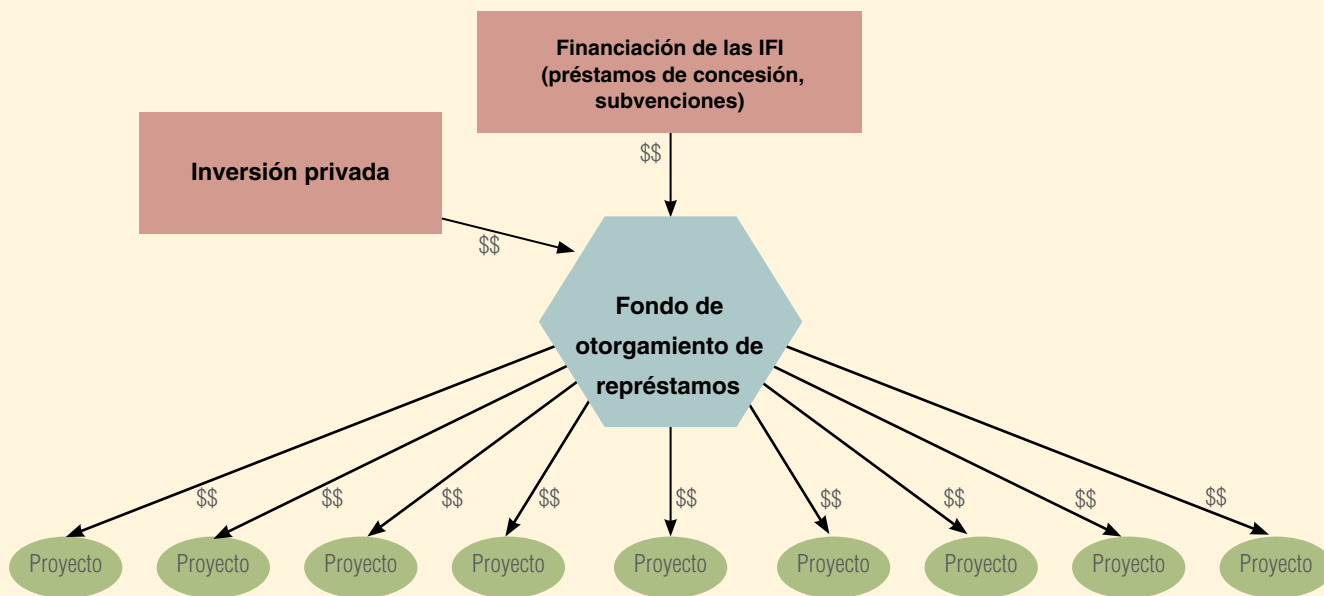 Financiación de las IFI
(préstamos de concesión,
subvenciones)
$$
Inversión privada
$$
Fondo de
otorgamiento de
représtamos
$$ $$ $$ $$ $$ $$ $$ $$ $$
Proyecto Proyecto Proyecto Proyecto Proyecto Proyecto Proyecto Proyecto Proyecto